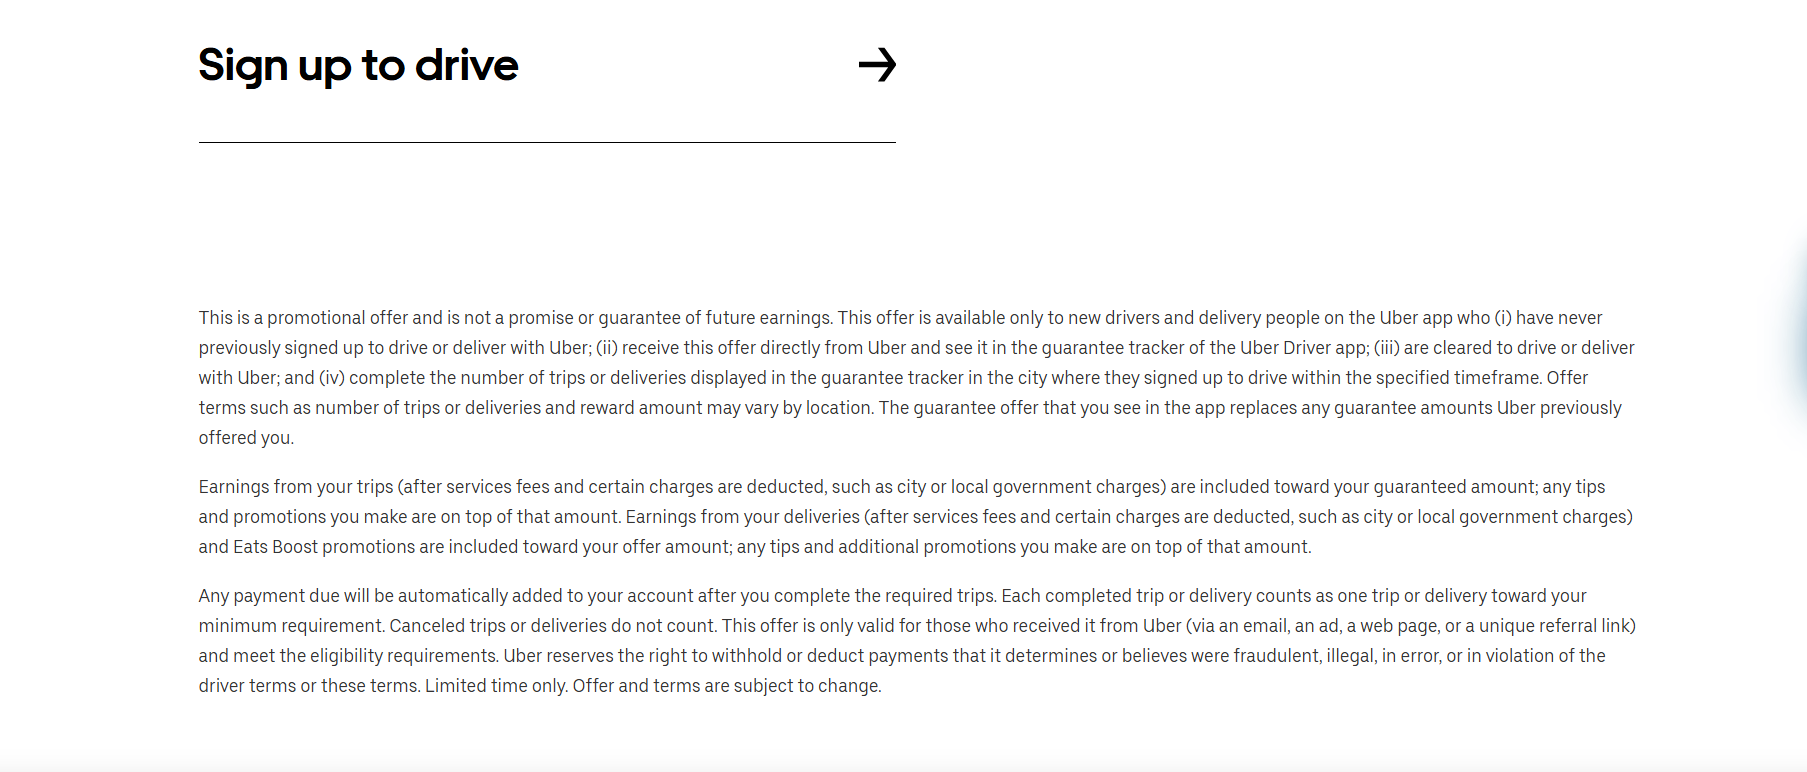 Sign up to drive
This is a promotional offer and is not a promise or guarantee of future earnings. This offer is available only to new drivers and delivery people on the Uber app who (i) have never
previously signed up to drive or deliver with Uber; (ii) receive this offer directly from Uber and see it in the guarantee tracker of the Uber Driver app; (iii) are cleared to drive or deliver
with Uber; and (iv) complete the number of trips or deliveries displayed in the guarantee tracker in the city where they signed up to drive within the specified timeframe. Offer
terms such as number of trips or deliveries and reward amount may vary by location. The guarantee offer that you see in the app replaces any guarantee amounts Uber previously
offered you.
Earnings from your trips (after services fees and certain charges are deducted, such as city or local government charges) are included toward your guaranteed amount; any tips
and promotions you make are on top of that amount. Earnings from your deliveries (after services fees and certain charges are deducted, such as city or local government charges)
and Eats Boost promotions are included toward your offer amount; any tips and additional promotions you make are on top of that amount.
Any payment due will be automatically added to your account after you complete the required trips. Each completed trip or delivery counts as one trip or delivery toward your
minimum requirement. Canceled trips or deliveries do not count. This offer is only valid for those who received it from Uber (via an email, an ad, a web page, or a unique referral link)
and meet the eligibility requirements. Uber reserves the right to withhold or deduct payments that it determines or believes were fraudulent, illegal, in error, or in violation of the
driver terms or these terms. Limited time only. Offer and terms are subject to change.